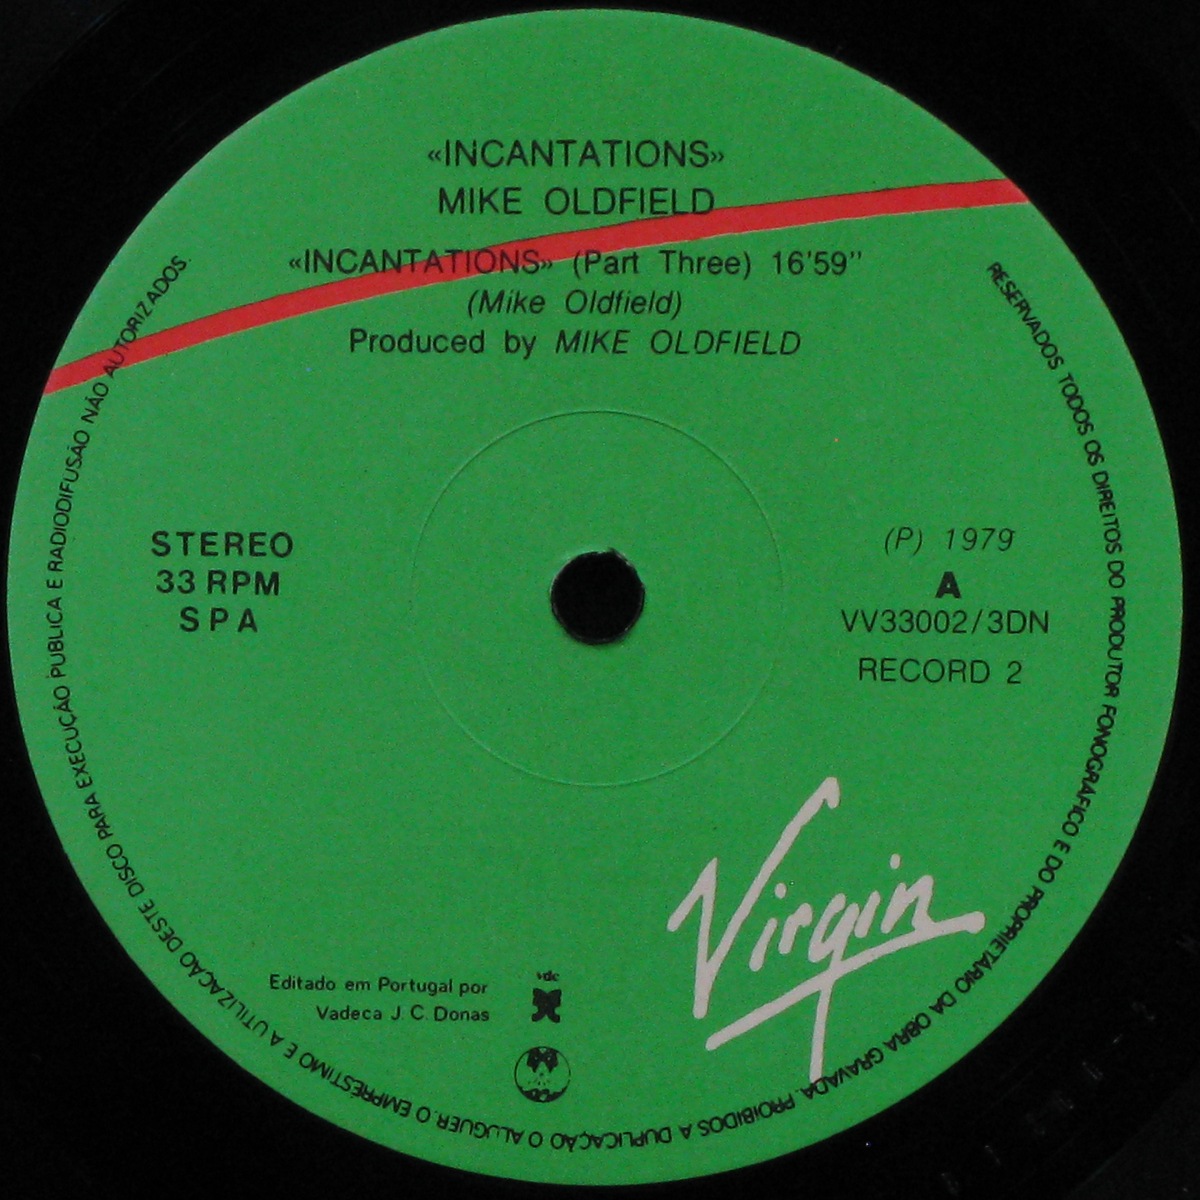 «INCANTATIONS»
MIKE OLDFIELD
«INCANTATIONS» (Part Three) 16'59’’
(Mike Oldfield)
Produced by MIKE OLDFIELD
STEREO
33 RPM
SPA
(P) 1979
A
VV33002/3DN
RECORD 2
Virgin
Editado em Portugal por
Vadeca J. C. Donas
vdc
RESERVADOS TODOS OS DIREITOS DO PRODUTOR FONOGRÁFICO E DO PROPRIETÁRIO DA OBRA GRAVADA. PROIBIDOS A DUPLICAÇÃO O ALUGUER. O EMPRÉSTIMO E A UTILIZAÇÃO DESTE DISCO PARA EXECUÇÃO PÚBLICA E RADIODIFUSÃO NÃO AUTORIZADOS.